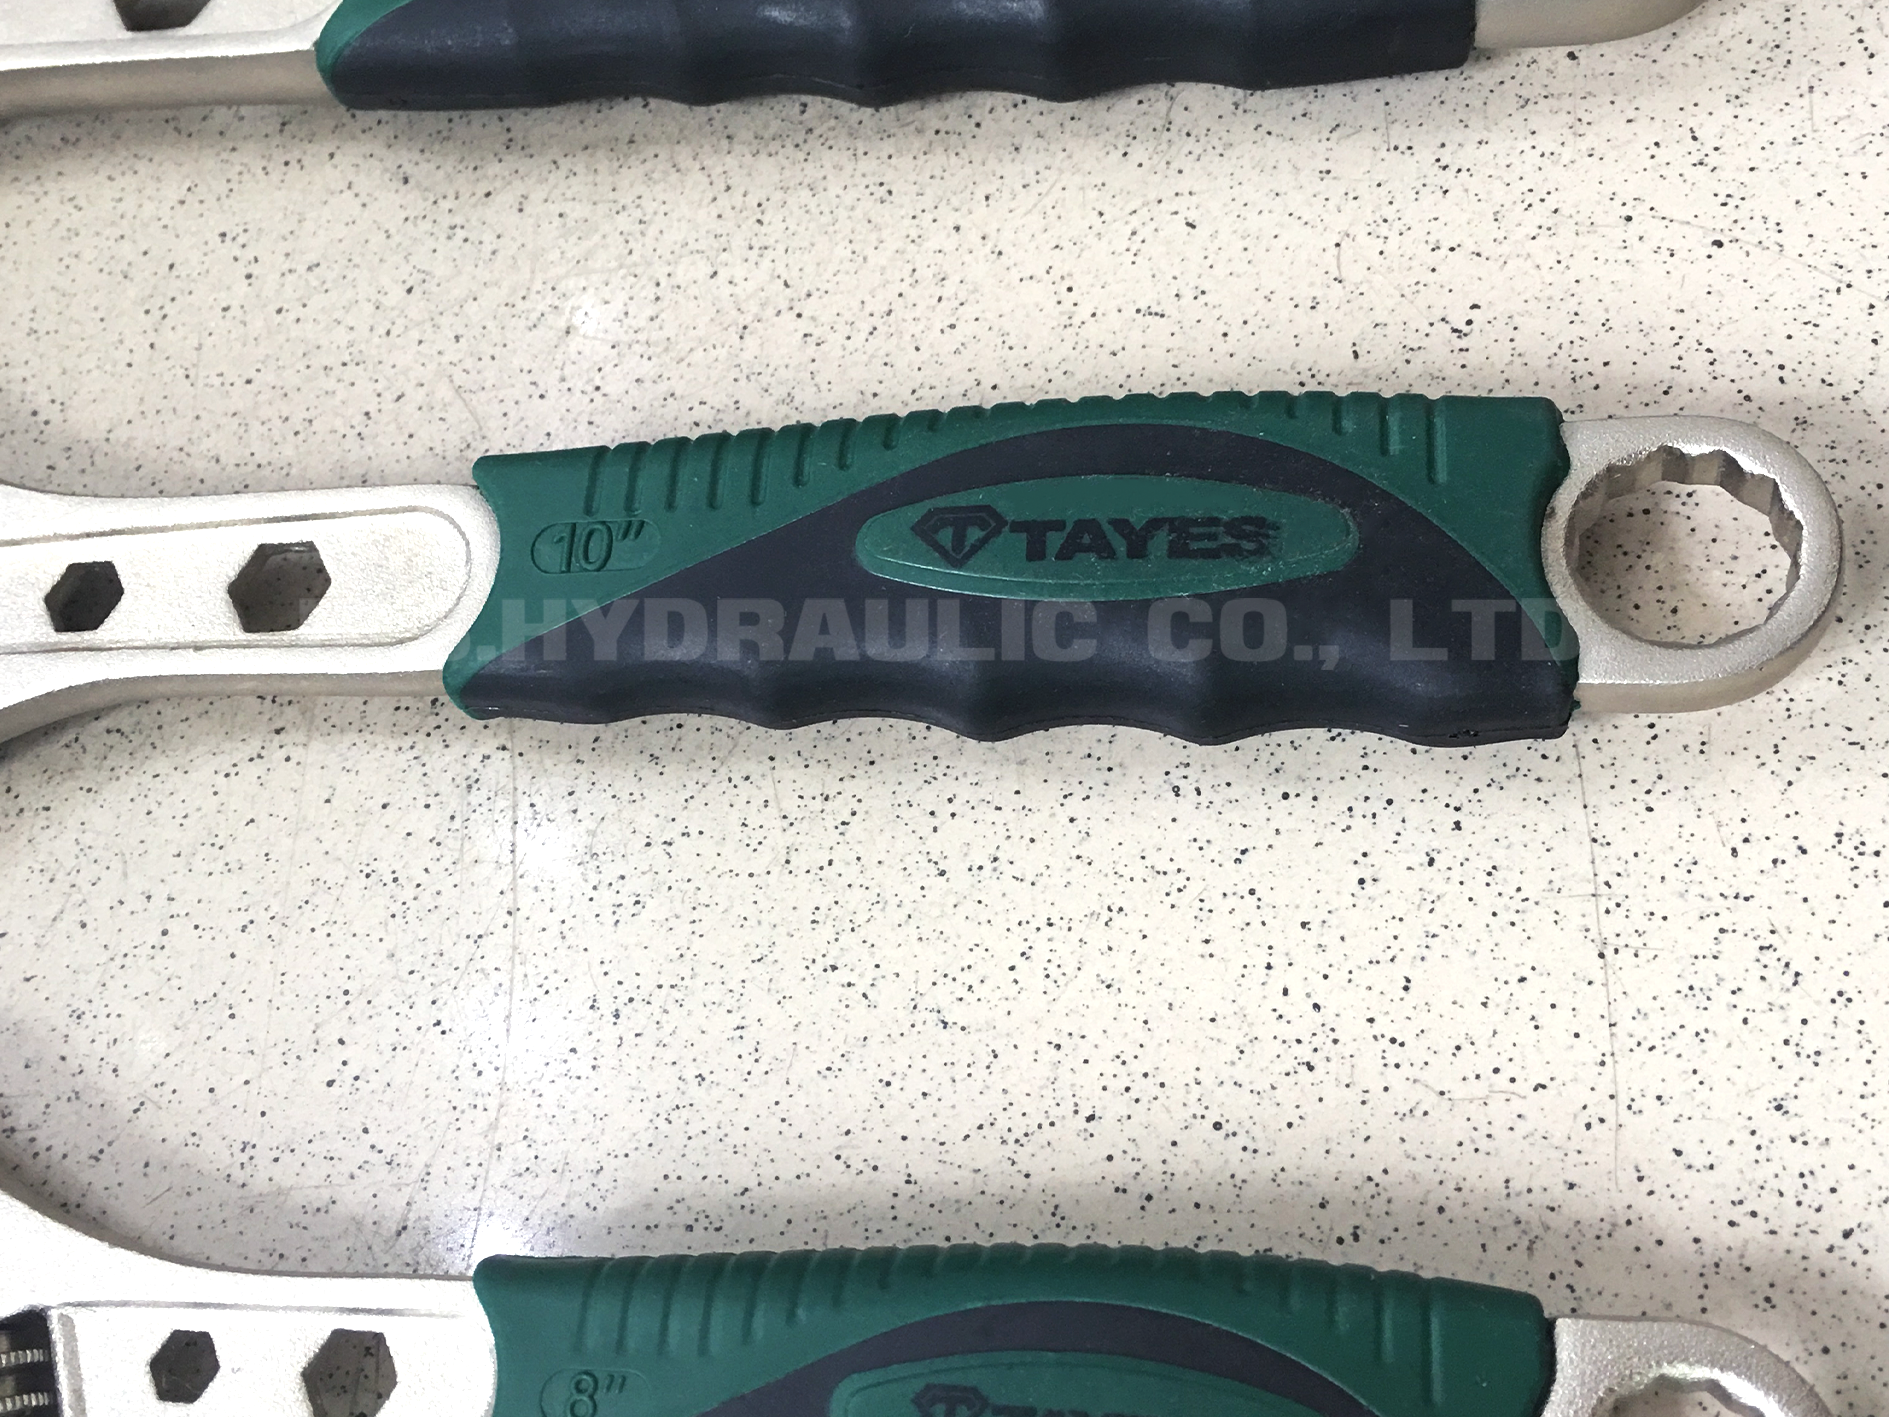 10"
TAYES
.HYDRAULIC CO., LTD
8"